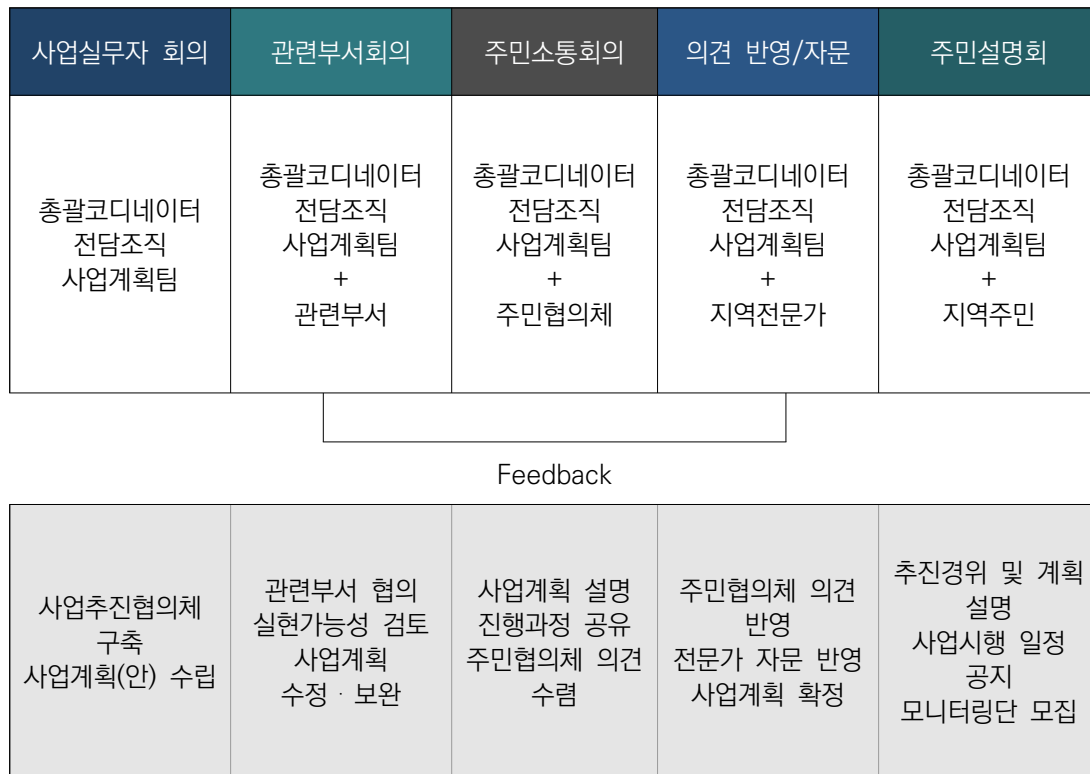 사업실무자 회의
관련부서회의
주민소통회의
의견 반영/자문
주민설명회
총괄코디네이터
전담조직
사업계획팀
총괄코디네이터
전담조직
사업계획팀
+
관련부서
총괄코디네이터
전담조직
사업계획팀
+
주민협의체
총괄코디네이터
전담조직
사업계획팀
+
지역전문가
총괄코디네이터
전담조직
사업계획팀
+
지역주민
Feedback
사업추진협의체
구축
사업계획(안) 수립
관련부서 협의
실현가능성 검토
사업계획
수정 · 보완
사업계획 설명
진행과정 공유
주민협의체 의견
수렴
주민협의체 의견
반영
전문가 자문 반영
사업계획 확정
추진경위 및 계획
설명
사업시행 일정
공지
모니터링단 모집